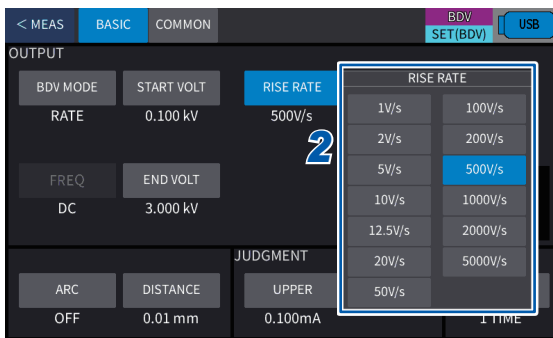 < MEAS BASIC COMMON BDV SET(BDV) USB
OUTPUT
BDV MODE START VOLT RISE RATE
RATE 0.100 kV 500V/s
2
FREQ END VOLT
DC 3.000 kV
RISE RATE
1V/s 100V/s
2V/s 200V/s
5V/s 500V/s
10V/s 1000V/s
12.5V/s 2000V/s
20V/s 5000V/s
50V/s
JUDGMENT
ARC DISTANCE UPPER
OFF 0.01 mm 0.100mA 1 TIME